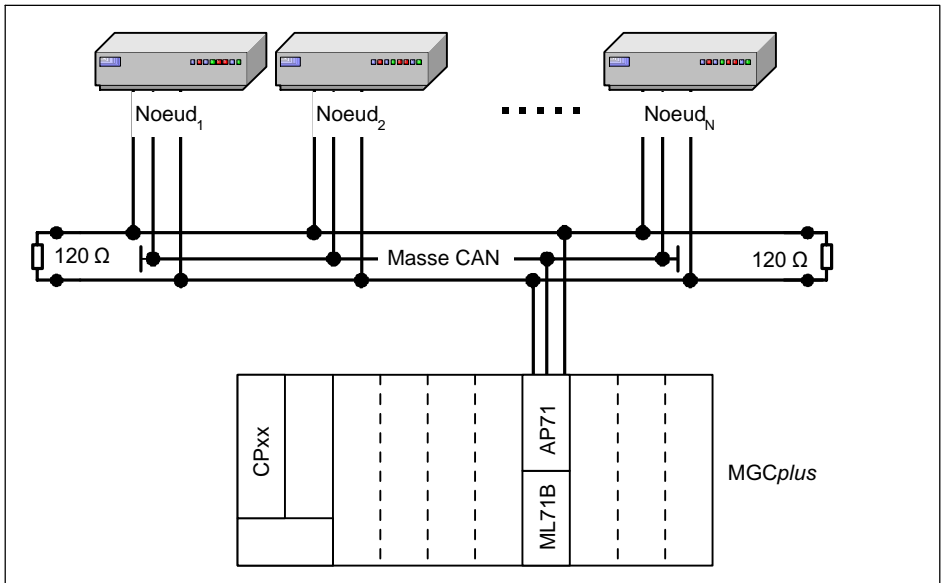 Noeud1
Noeud2
NoeudN
120 Ω
Masse CAN
120 Ω
CPxx
AP71
ML71B
MGCplus